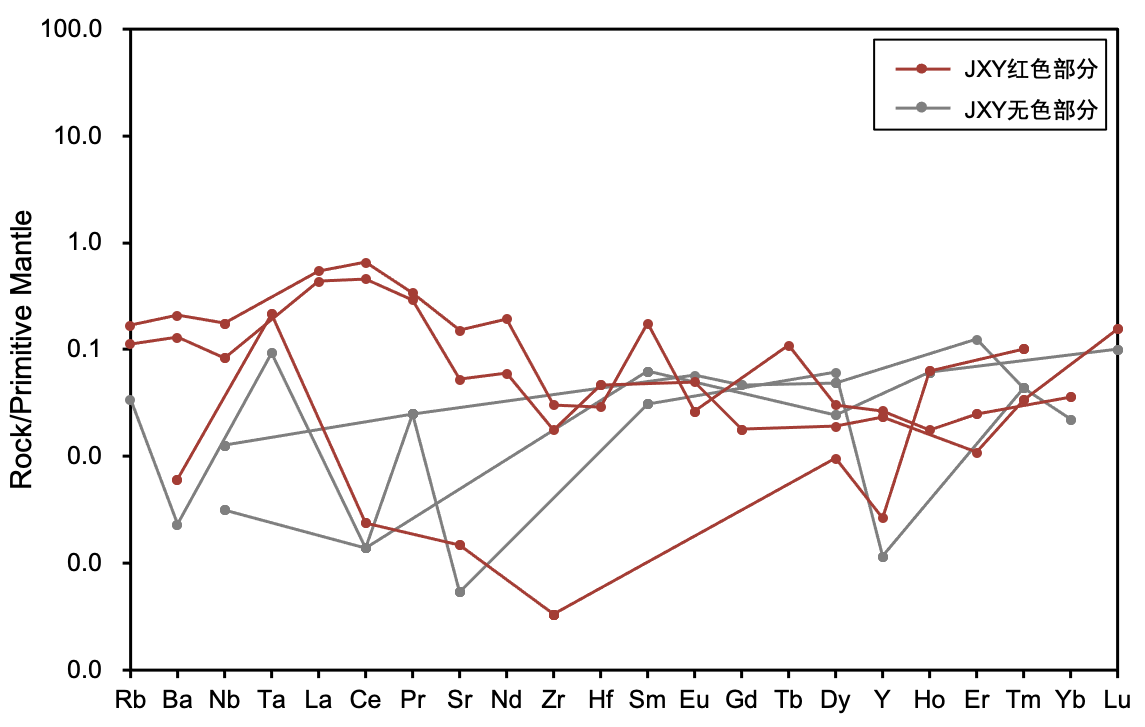 100.0
10.0
1.0
0.1
0.0
0.0
0.0
Rock/Primitive Mantle
JXY红色部分
JXY无色部分
Rb Ba Nb Ta La Ce Pr Sr Nd Zr Hf Sm Eu Gd Tb Dy Y Ho Er Tm Yb Lu